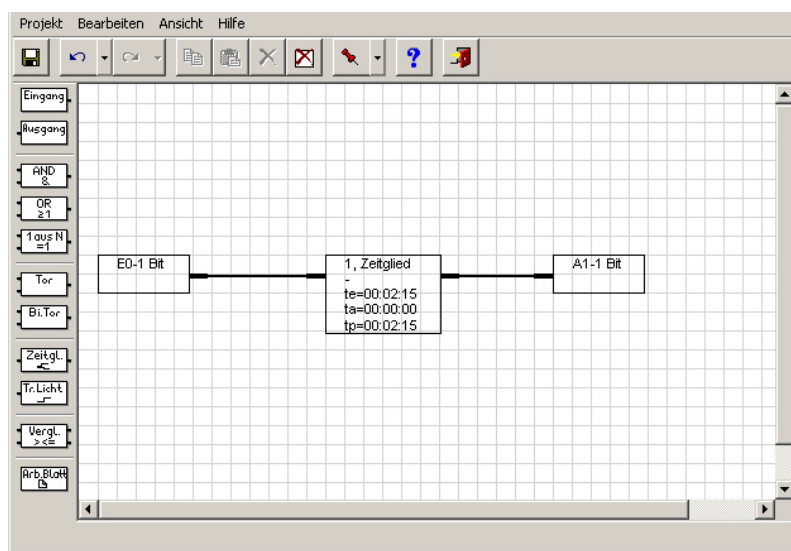 Projekt Bearbeiten Ansicht Hilfe
?
Eingang
Ausgang
AND
&
OR
≥1
1 aus N
=1
Tor
Bi.Tor
Zeitgl.
Tr.Licht
Vergl.
><=
Arb.Blatt
E0-1 Bit
1, Zeitglied
-
te=00:02:15
ta=00:00:00
tp=00:02:15
A1-1 Bit